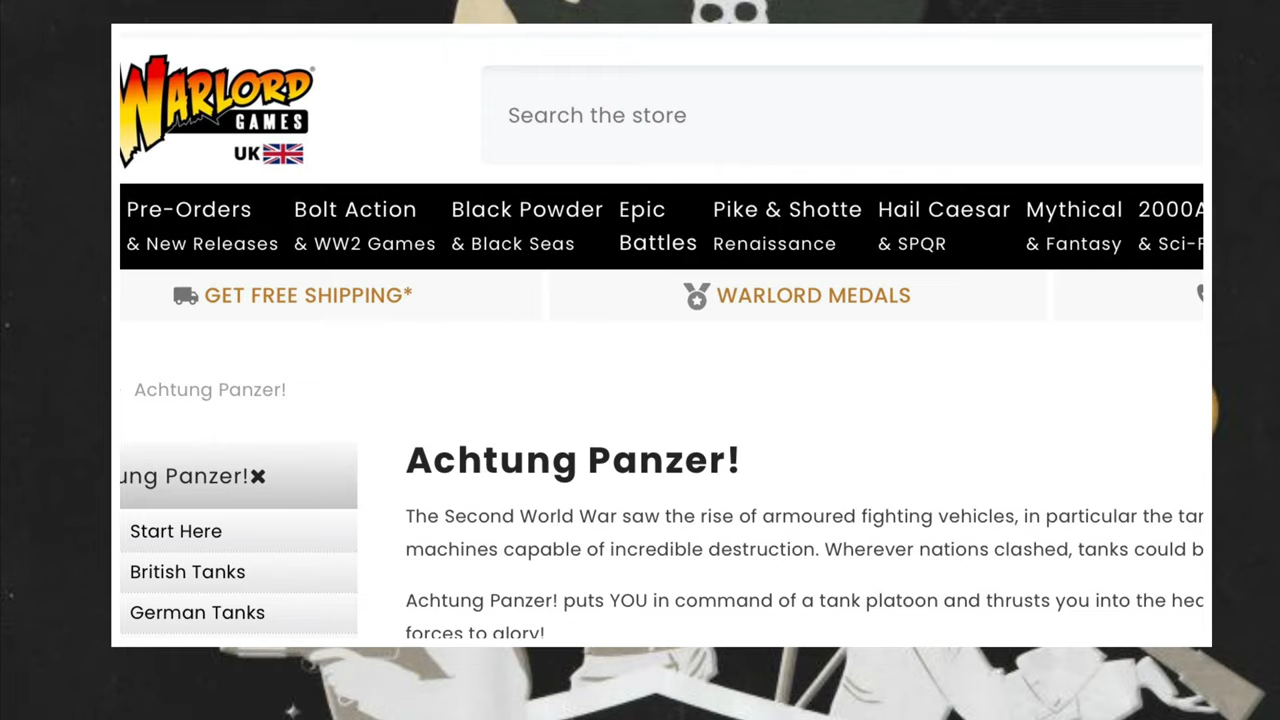 WARLORD
GAMES
UK
Search the store
Pre-Orders
& New Releases
Bolt Action
& WW2 Games
Black Powder
& Black Seas
Epic
Battles
Pike & Shotte
Renaissance
Hail Caesar
& SPQR
Mythical
& Fantasy
2000A
& Sci-F
GET FREE SHIPPING*
WARLORD MEDALS
Achtung Panzer!
ung Panzer!
Start Here
British Tanks
German Tanks
Achtung Panzer!
The Second World War saw the rise of armoured fighting vehicles, in particular the
machines capable of incredible destruction. Wherever nations clashed, tanks could b
Achtung Panzer! puts YOU in command of a tank platoon and thrusts you into the
forces to glory!